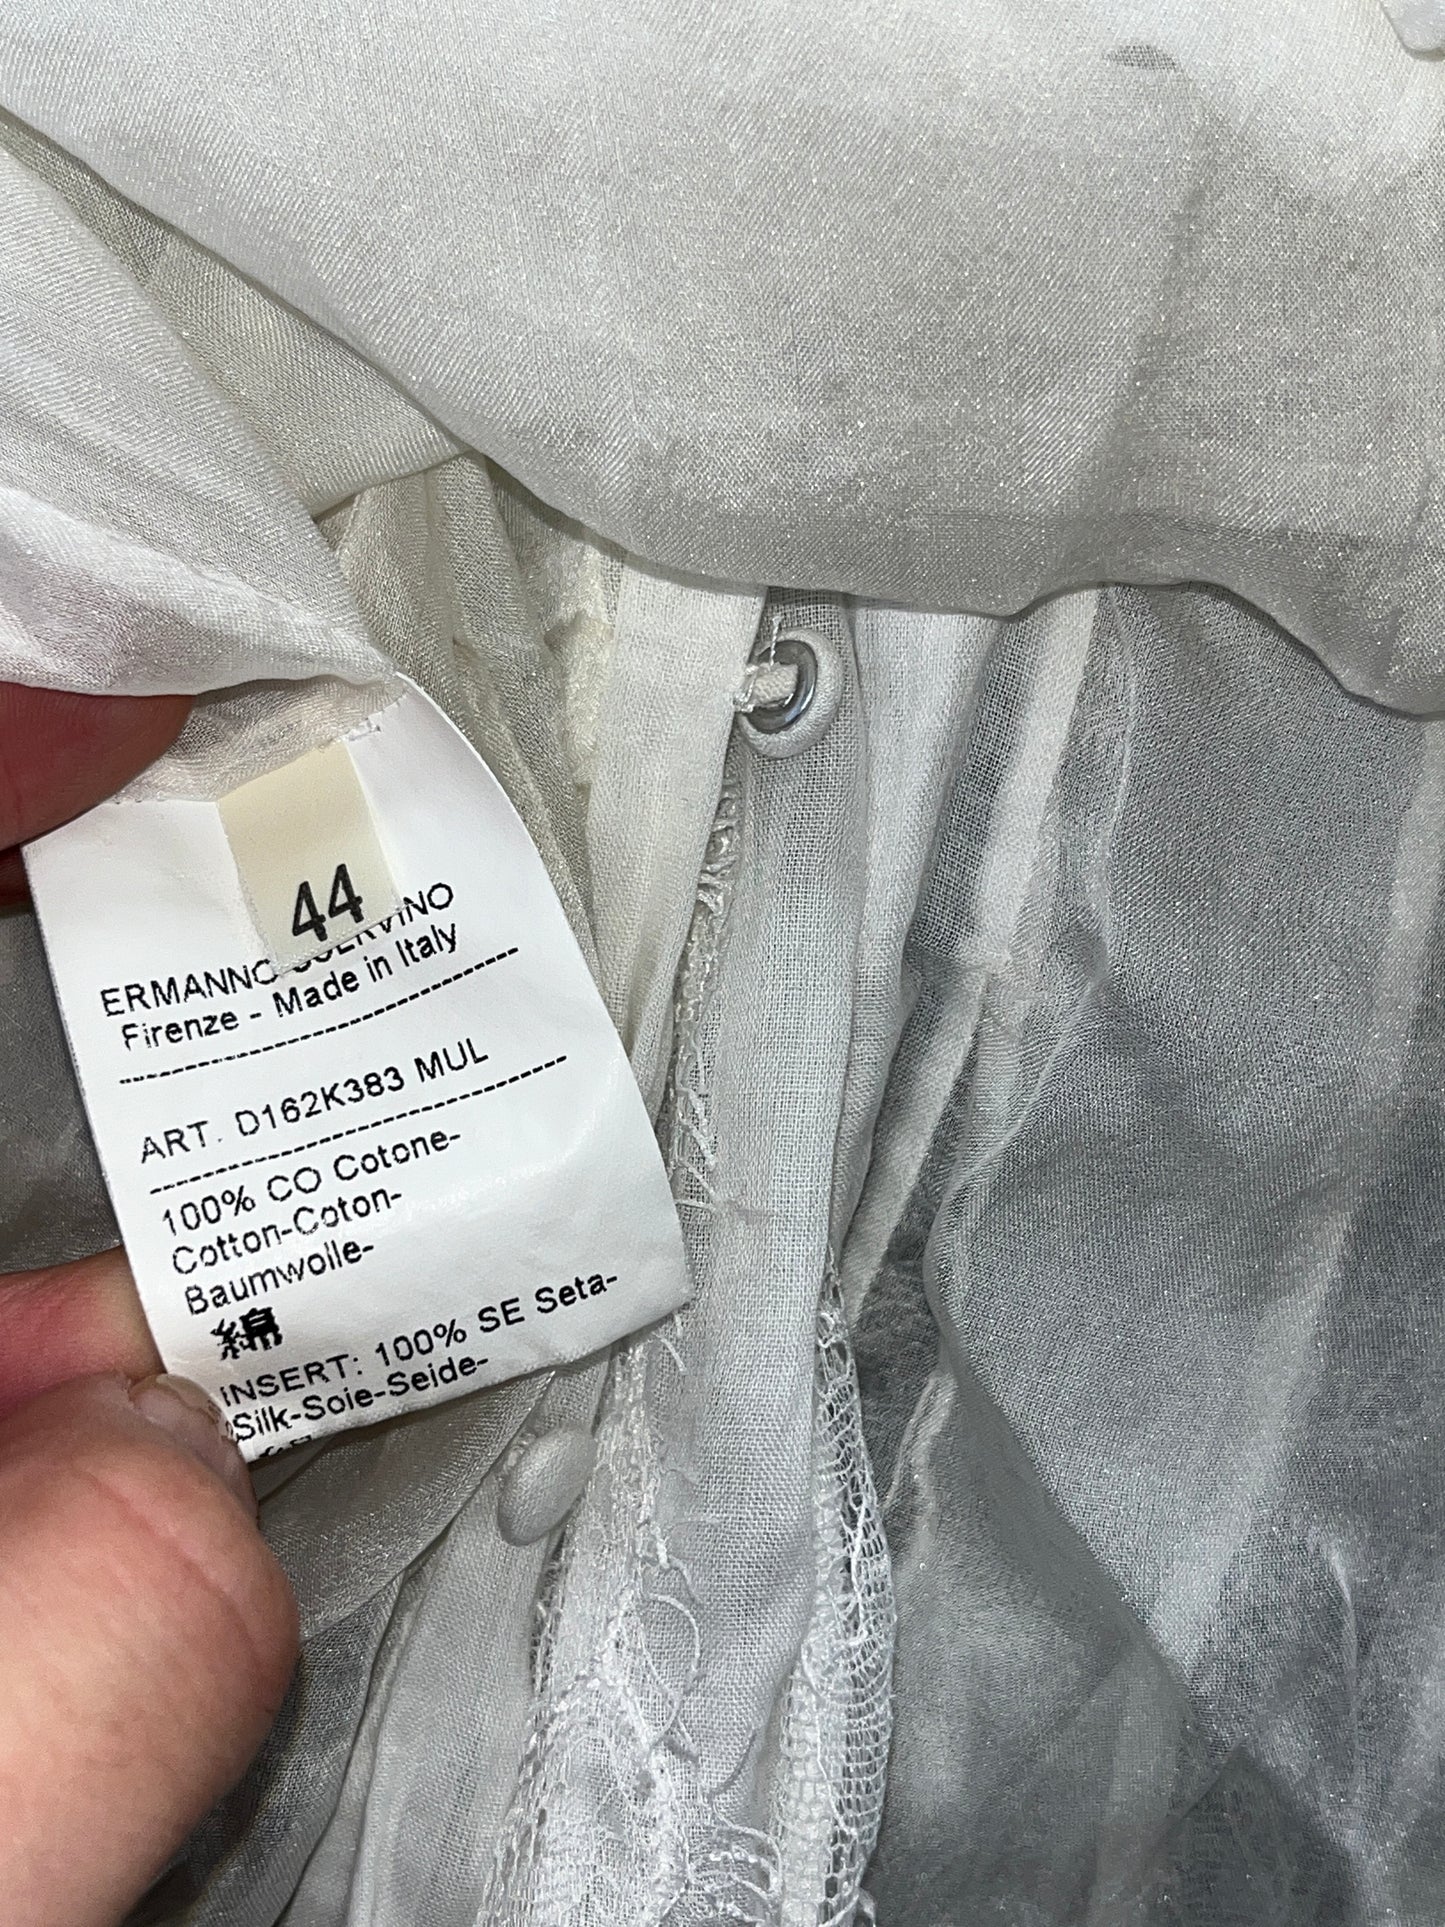 44
ERMANNO
Firenze - Made in Italy
ART. D162K383 MUL
100% CO Cotone-
Cotton-Coton-
Baumwolle-
綿
INSERT: 100% SE Seta-
Silk-Soie-Seide-